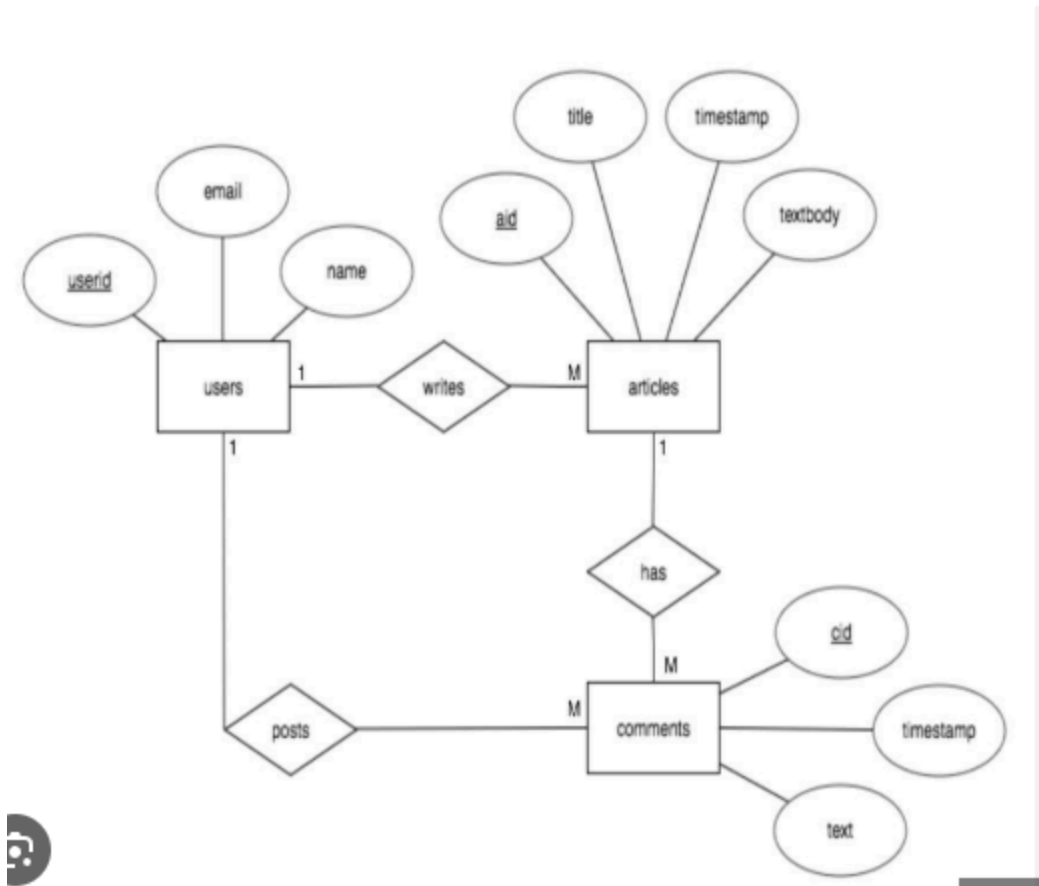 title
timestamp
email
aid
textbody
userid
name
users
1
writes
M
articles
1
1
has
cid
M
posts
M
comments
timestamp
text